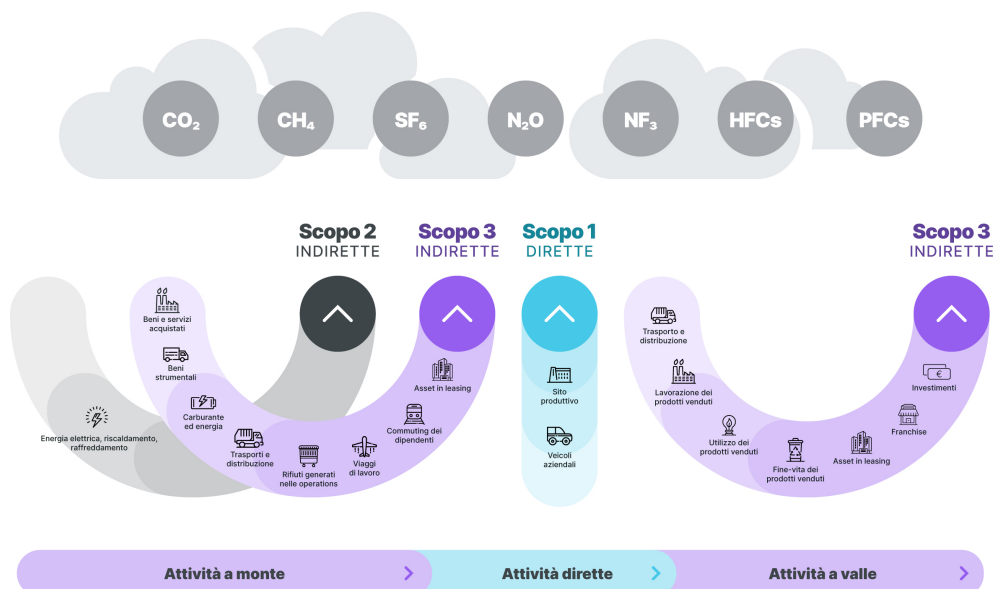 CO₂
CH₄
SF₆
N₂O
NF₃
HFCs
PFCs
Scopo 2
INDIRETTE
Scopo 3
INDIRETTE
Scopo 1
DIRETTE
Scopo 3
INDIRETTE
Energia elettrica, riscaldamento,
raffreddamento
Beni e servizi
acquistati
Beni
strumentali
Carburante
ed energia
Trasporti e
distribuzione
Rifiuti generati
nelle operations
Viaggi
di lavoro
Commuting dei
dipendenti
Asset in leasing
Sito
produttivo
Veicoli
aziendali
Trasporto e
distribuzione
Lavorazione dei
prodotti venduti
Utilizzo dei
prodotti venduti
Fine-vita dei
prodotti venduti
Asset in leasing
Franchise
€
Investimenti
Attività a monte
Attività dirette
Attività a valle